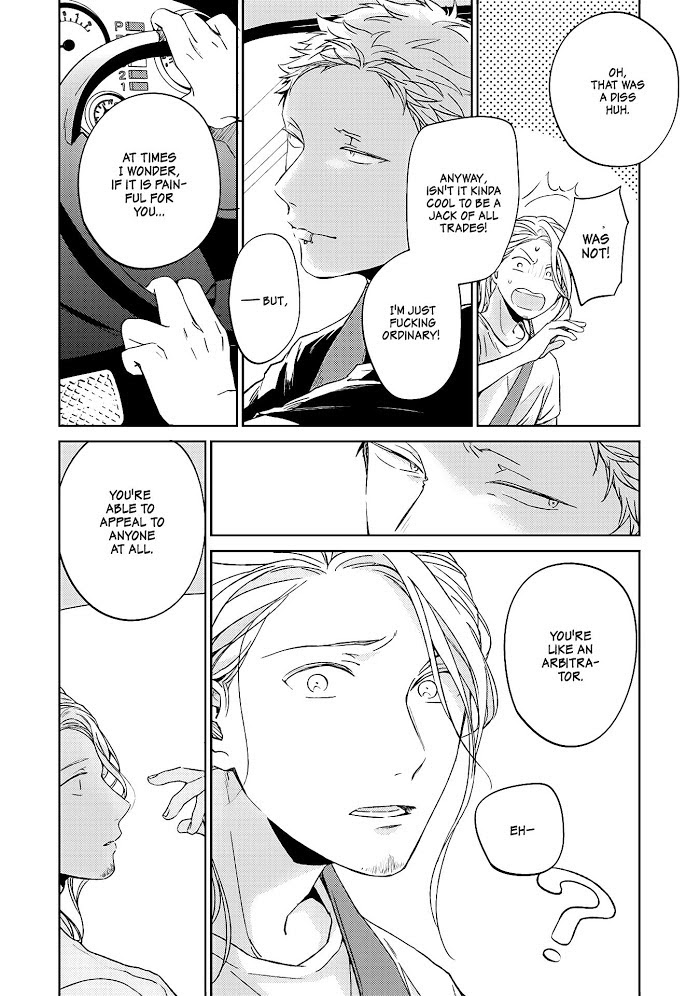 OH,
THAT WAS
A DISS
HUH.
WAS
NOT!
ANYWAY,
ISN'T IT KINDA
COOL TO BE A
JACK OF ALL
TRADES!
I'M JUST
FUCKING
ORDINARY!
— BUT,
P
2
1
AT TIMES
I WONDER,
IF IT IS PAIN-
FUL FOR
YOU...
YOU'RE
LIKE AN
ARBITRA-
TOR.
EH—
?
YOU'RE
ABLE TO
APPEAL TO
ANYONE
AT ALL.